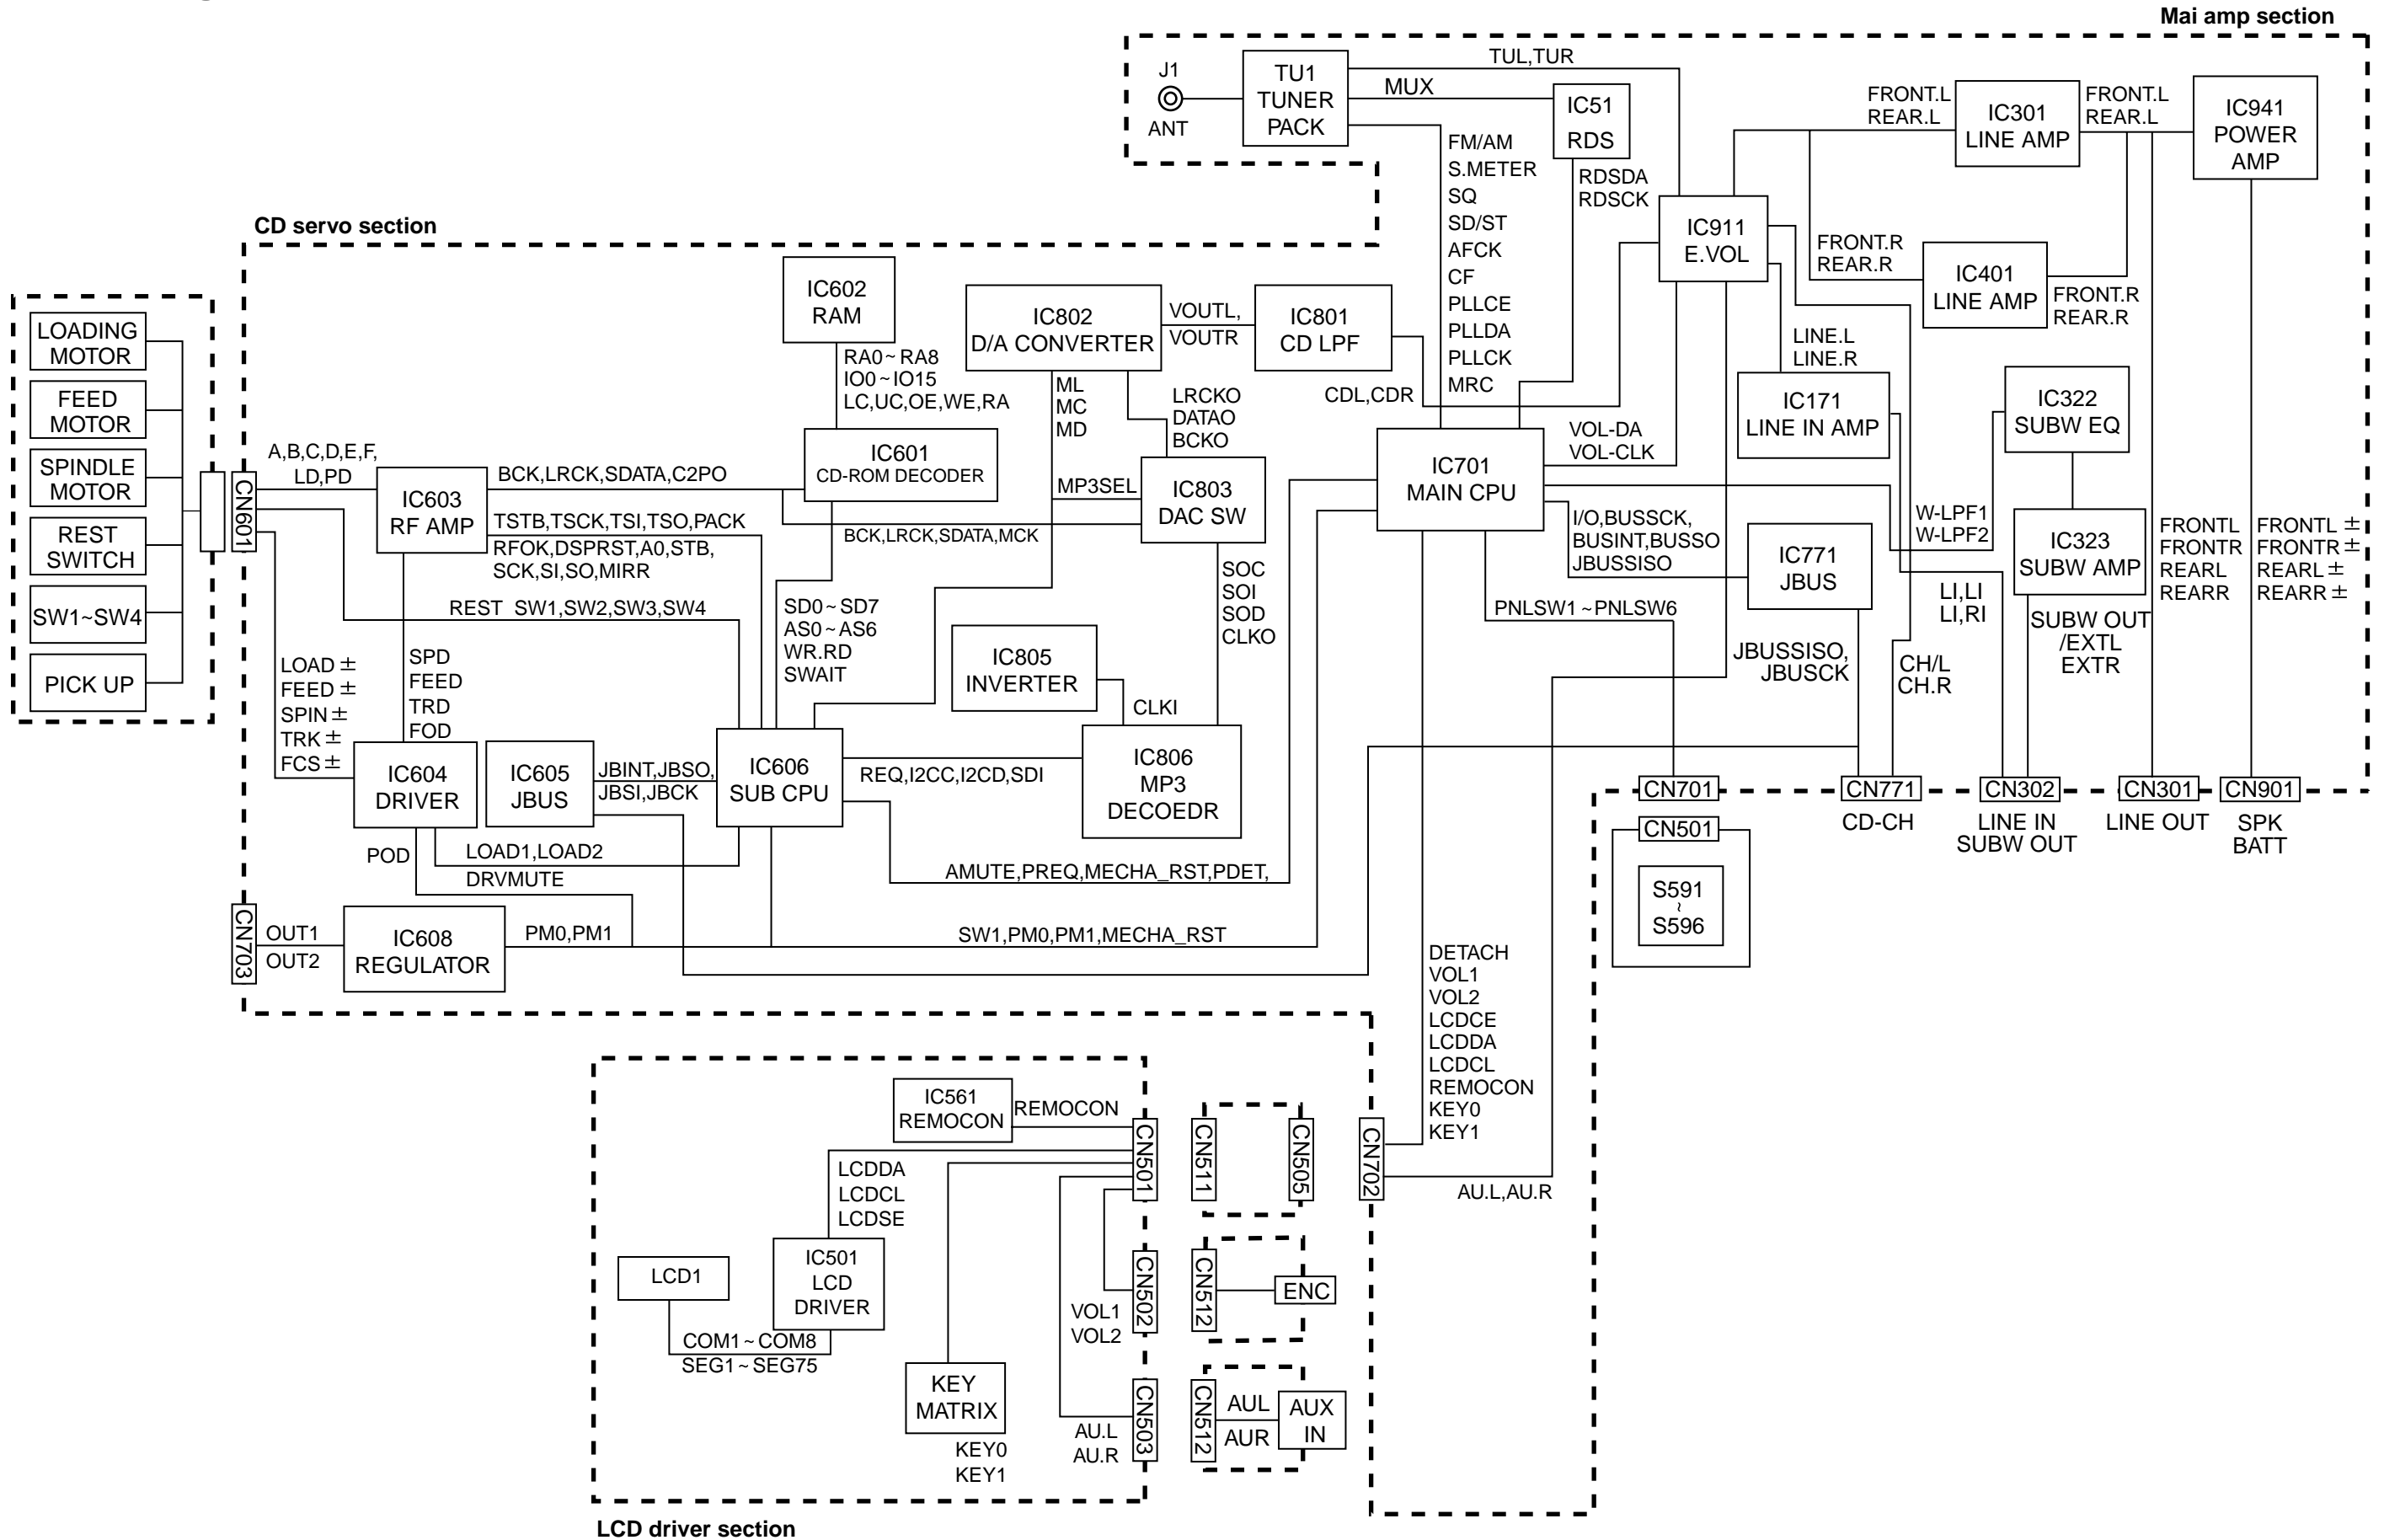 Mai amp section
J1
ANT
TU1
TUNER
PACK
TUL,TUR
MUX
IC51
RDS
FM/AM
S.METER
SQ
SD/ST
AFCK
CF
PLLCE
PLLDA
PLLCK
MRC
RDSDA
RDSCK
FRONT.L
REAR.L
IC301
LINE AMP
FRONT.L
REAR.L
IC941
POWER
AMP
IC911
E.VOL
FRONT.R
REAR.R
IC401
LINE AMP
FRONT.R
REAR.R
LINE.L
LINE.R
IC171
LINE IN AMP
IC322
SUBW EQ
IC323
SUBW AMP
W-LPF1
W-LPF2
VOL-DA
VOL-CLK
IC701
MAIN CPU
I/O,BUSSCK,
BUSINT,BUSSO
JBUSSISO
IC771
JBUS
PNLSW1~PNLSW6
JBUSSISO,
JBUSCK
CH/L
CH.R
LI,LI
LI,RI
SUBW OUT
/EXTL
EXTR
FRONTL
FRONTR
REARL
REARR
FRONTL ±
FRONTR ±
REARL ±
REARR ±
CN701
CN771
CN302
CN301
CN901
CD-CH
LINE IN
SUBW OUT
LINE OUT
SPK
BATT
CN501
S591
~
S596
CD servo section
LOADING
MOTOR
FEED
MOTOR
SPINDLE
MOTOR
REST
SWITCH
SW1~SW4
PICK UP
CN601
A,B,C,D,E,F,
LD,PD
IC603
RF AMP
BCK,LRCK,SDATA,C2PO
TSTB,TSCK,TSI,TSO,PACK
RFOK,DSPRST,A0,STB,
SCK,SI,SO,MIRR
REST SW1,SW2,SW3,SW4
IC602
RAM
RA0~RA8
IO0~IO15
LC,UC,OE,WE,RA
IC601
CD-ROM DECODER
BCK,LRCK,SDATA,MCK
IC802
D/A CONVERTER
VOUTL,
VOUTR
IC801
CD LPF
CDL,CDR
ML
MC
MD
LRCKO
DATAO
BCKO
MP3SEL
IC803
DAC SW
SOC
SOI
SOD
CLKO
SD0~SD7
AS0~AS6
WR.RD
SWAIT
IC805
INVERTER
CLKI
IC806
MP3
DECOEDR
LOAD ±
FEED ±
SPIN ±
TRK ±
FCS ±
SPD
FEED
TRD
FOD
IC604
DRIVER
IC605
JBUS
JBINT,JBSO,
JBSI,JBCK
IC606
SUB CPU
REQ,I2CC,I2CD,SDI
POD
LOAD1,LOAD2
DRVMUTE
AMUTE,PREQ,MECHA_RST,PDET,
CN703
OUT1
OUT2
IC608
REGULATOR
PM0,PM1
SW1,PM0,PM1,MECHA_RST
DETACH
VOL1
VOL2
LCDCE
LCDDA
LCDCL
REMOCON
KEY0
KEY1
CN702
AU.L,AU.R
IC561
REMOCON
REMOCON
CN501
LCDDA
LCDCL
LCDSE
LCD1
IC501
LCD
DRIVER
COM1~COM8
SEG1~SEG75
KEY
MATRIX
KEY0
KEY1
VOL1
VOL2
CN502
AU.L
AU.R
CN503
CN511
CN505
CN512
ENC
CN512
AUL
AUR
AUX
IN
LCD driver section